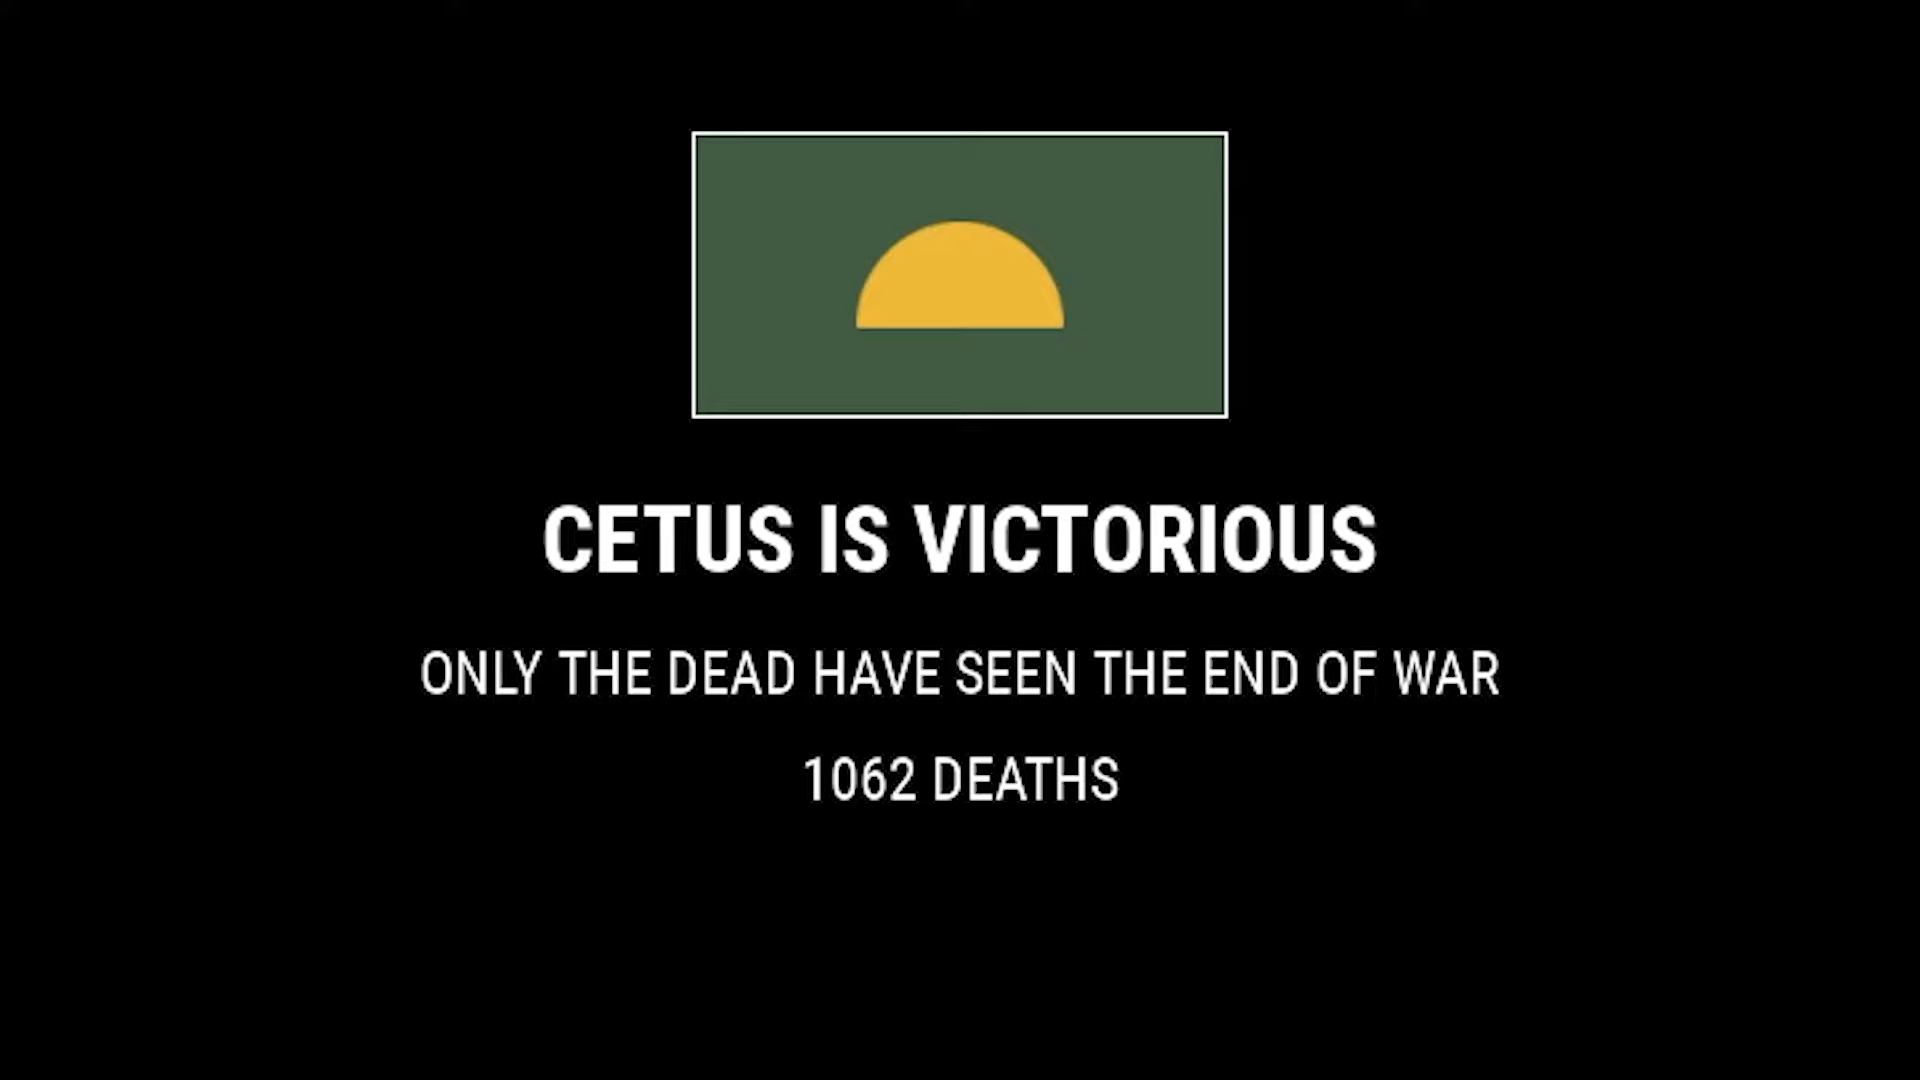 CETUS IS VICTORIOUS
ONLY THE DEAD HAVE SEEN THE END OF WAR
1062 DEATHS